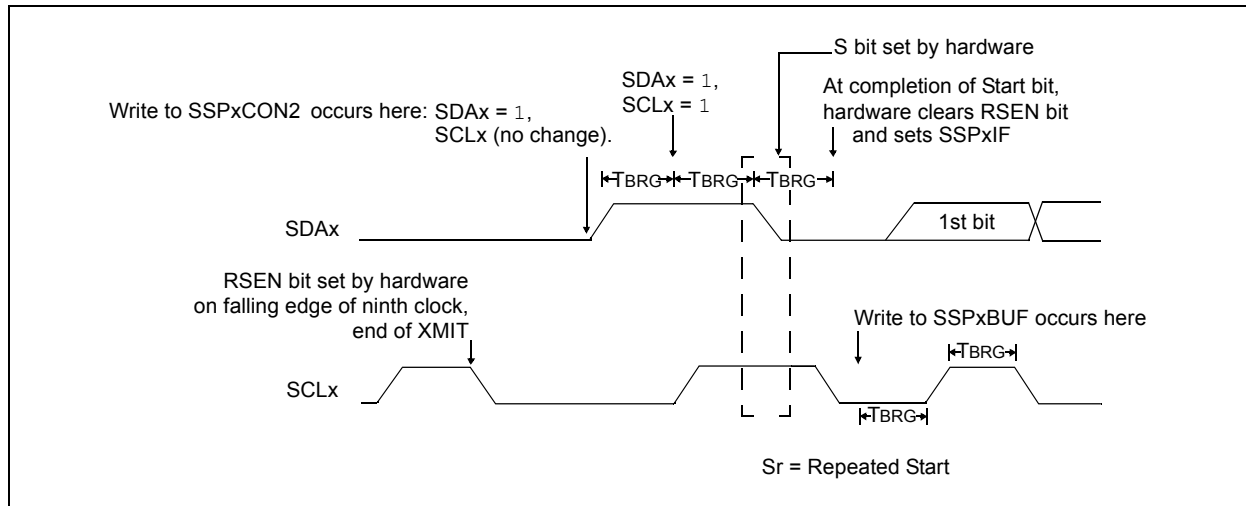 S bit set by hardware
SDAx = 1,
SCLx = 1
At completion of Start bit,
hardware clears RSEN bit
and sets SSPxIF
Write to SSPxCON2 occurs here: SDAx = 1,
SCLx (no change).
TBRG
TBRG
TBRG
SDAx
1st bit
RSEN bit set by hardware
on falling edge of ninth clock,
end of XMIT
Write to SSPxBUF occurs here
TBRG
SCLx
TBRG
Sr = Repeated Start